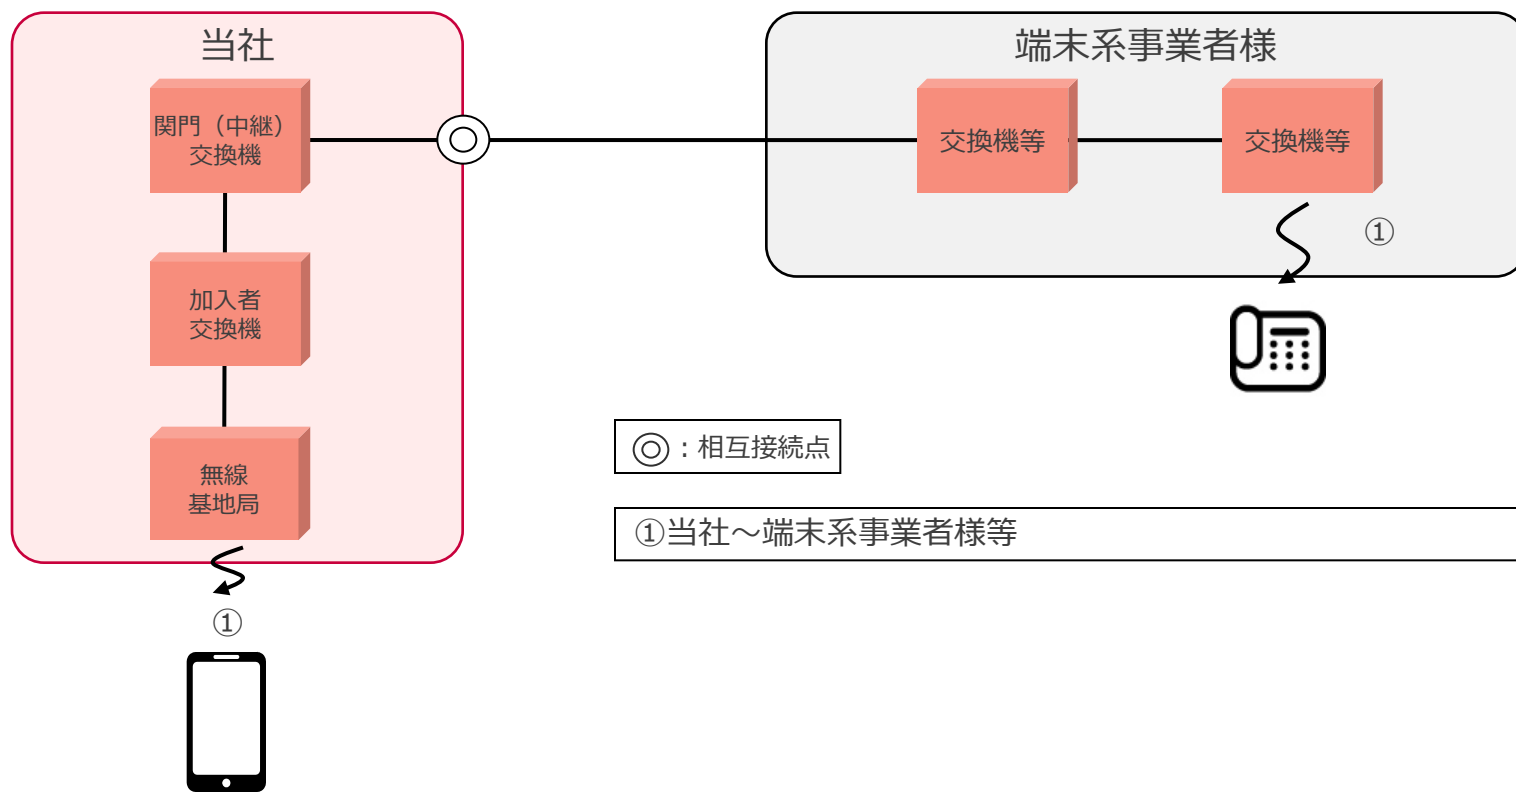 当社
関門（中継）
交換機
加入者
交換機
無線
基地局
①
端末系事業者様
交換機等
交換機等
①
◎：相互接続点
①当社～端末系事業者様等